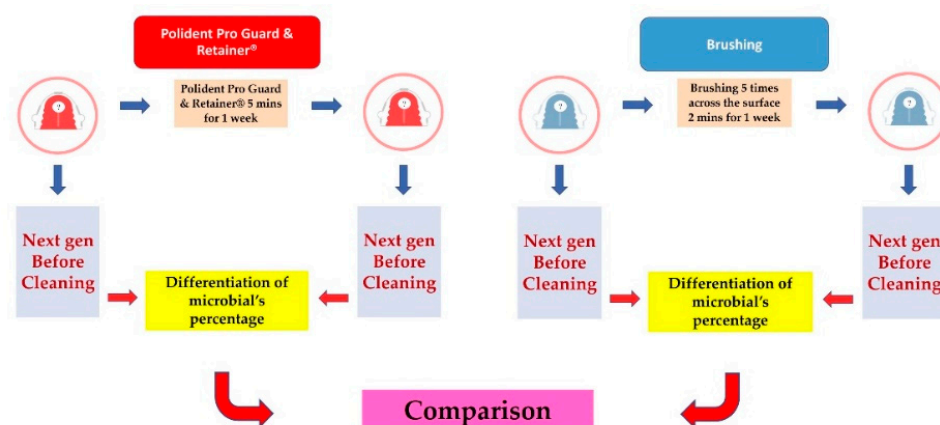 Polident Pro Guard &
Retainer®
Brushing
Polident Pro Guard
& Retainer® 5 mins
for 1 week
Brushing 5 times
across the surface
2 mins for 1 week
?
?
?
?
Next gen
Before
Cleaning
Next gen
Before
Cleaning
Next gen
Before
Cleaning
Next gen
Before
Cleaning
Differentiation of
microbial's
percentage
Differentiation of
microbial's
percentage
Comparison